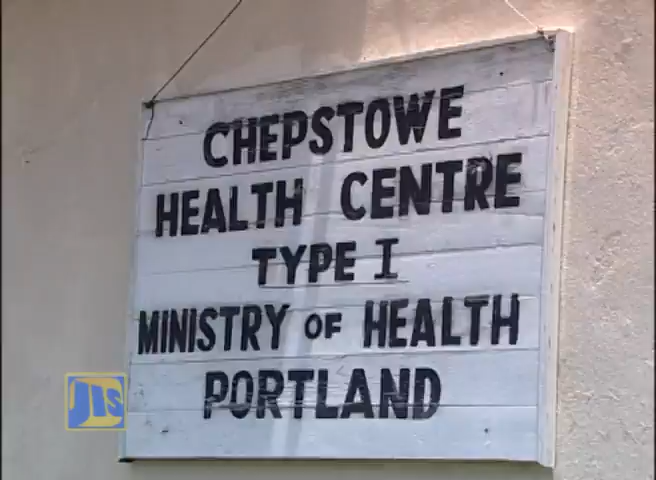 CHEPSTOWE
HEALTH CENTRE
TYPE I
MINISTRY OF HEALTH
PORTLAND
JIS